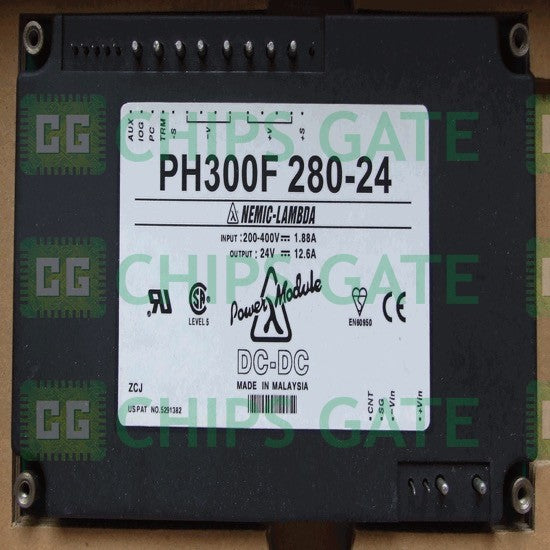 AUX
IOG
PC
TRM
-S
-V
+V
+S
PH300F 280-24
NEMIC-LAMBDA
INPUT : 200-400V 1.88A
OUTPUT : 24V 12.6A
Power Module
LEVEL 5
EN60950
DC-DC
MADE IN MALAYSIA
ZCJ
US.PAT NO.5291382
CNT
SG
-Vin
+Vin
CG CHIPS GATE
CG CHIPS GATE
CG CHIPS GATE